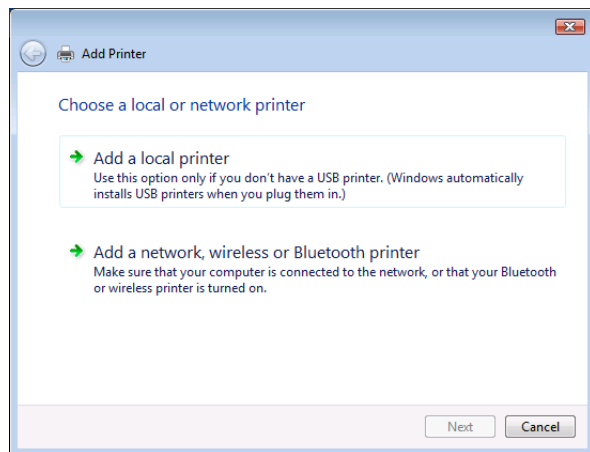 Add Printer
Choose a local or network printer
Add a local printer
Use this option only if you don't have a USB printer. (Windows automatically
installs USB printers when you plug them in.)
Add a network, wireless or Bluetooth printer
Make sure that your computer is connected to the network, or that your Bluetooth
or wireless printer is turned on.
Next Cancel